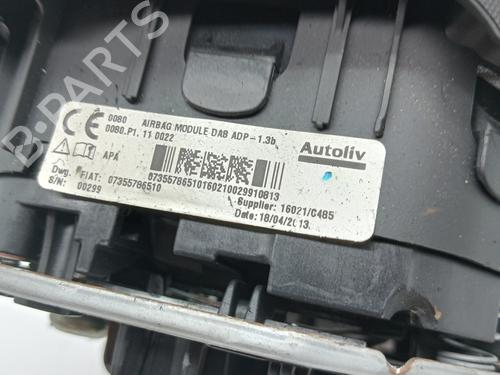 CE 0080 AIRBAG MODULE DAB ADP-1.3b
0080.P1. 11 0022
Autoliv
APA
Dwg. FIAT: 07355786510
S/N: 00299
07355786510160210029910813
Supplier: 16021/C485
Date: 18/04/2013
B-PARTS